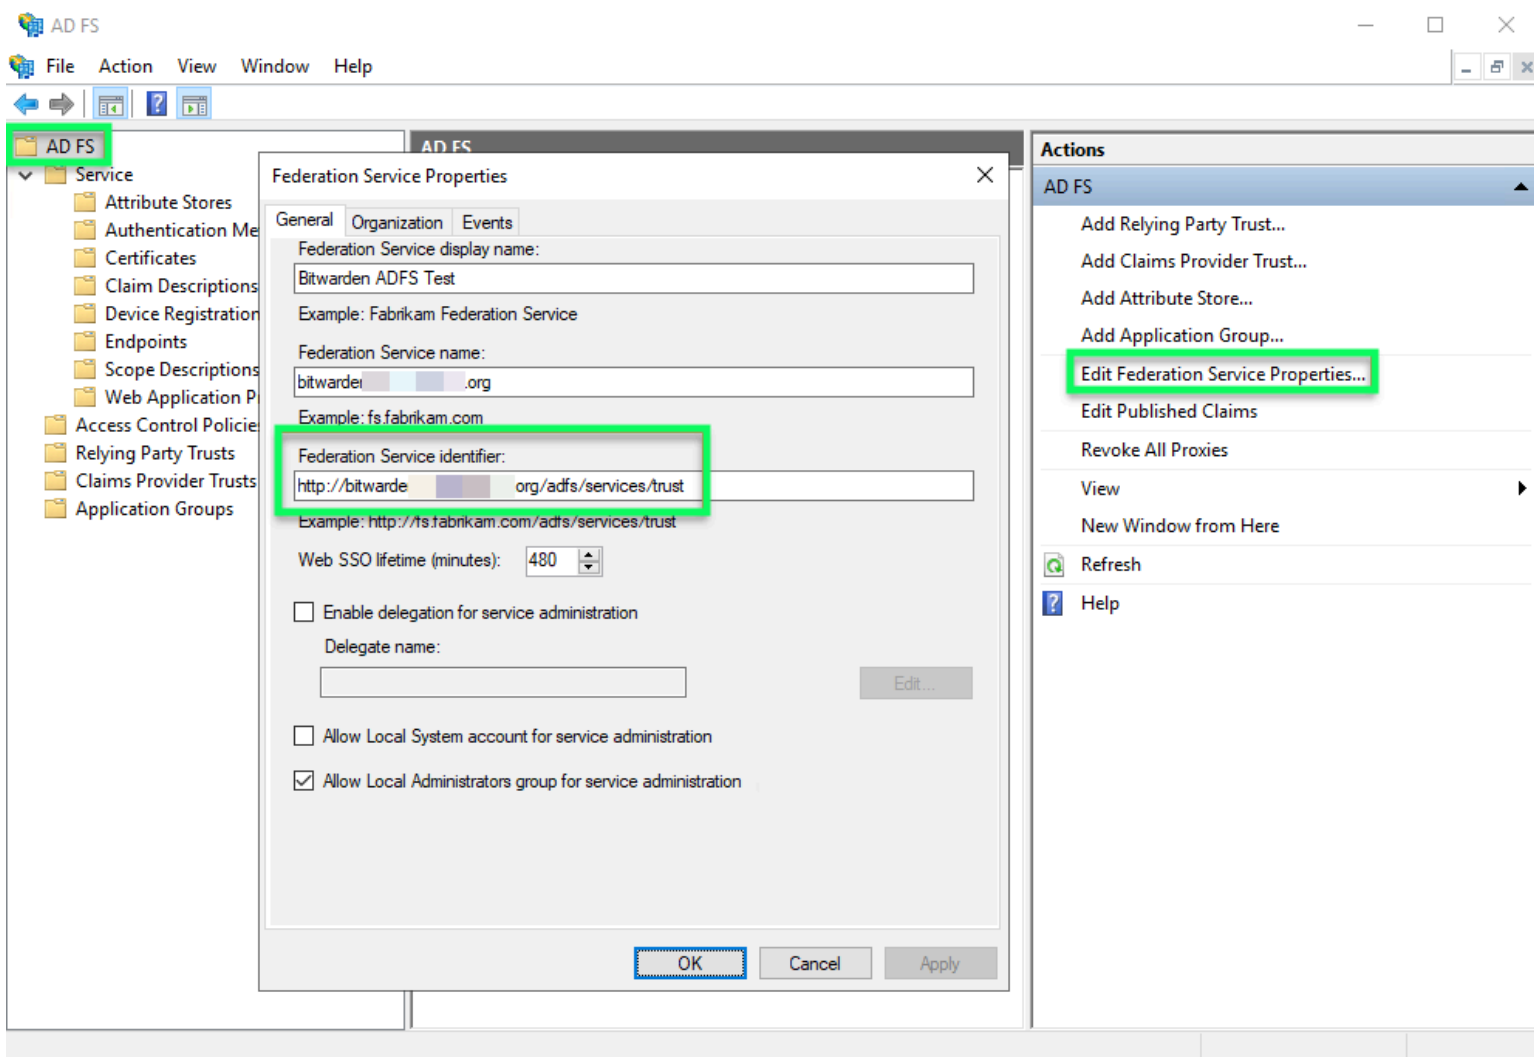 AD FS
File Action View Window Help
AD FS
Service
Attribute Stores
Authentication Me
Certificates
Claim Descriptions
Device Registration
Endpoints
Scope Descriptions
Web Application P
Access Control Policie
Relying Party Trusts
Claims Provider Trusts
Application Groups
AD FS
Federation Service Properties
General Organization Events
Federation Service display name:
Bitwarden ADFS Test
Example: Fabrikam Federation Service
Federation Service name:
bitwarde .org
Example: fs.fabrikam.com
Federation Service identifier:
http://bitwarde org/adfs/services/trust
Example: http://fs.fabrikam.com/adfs/services/trust
Web SSO lifetime (minutes): 480
Enable delegation for service administration
Delegate name:
Edit...
Allow Local System account for service administration
Allow Local Administrators group for service administration
OK Cancel Apply
Actions
AD FS
Add Relying Party Trust...
Add Claims Provider Trust...
Add Attribute Store...
Add Application Group...
Edit Federation Service Properties...
Edit Published Claims
Revoke All Proxies
View
New Window from Here
Refresh
Help